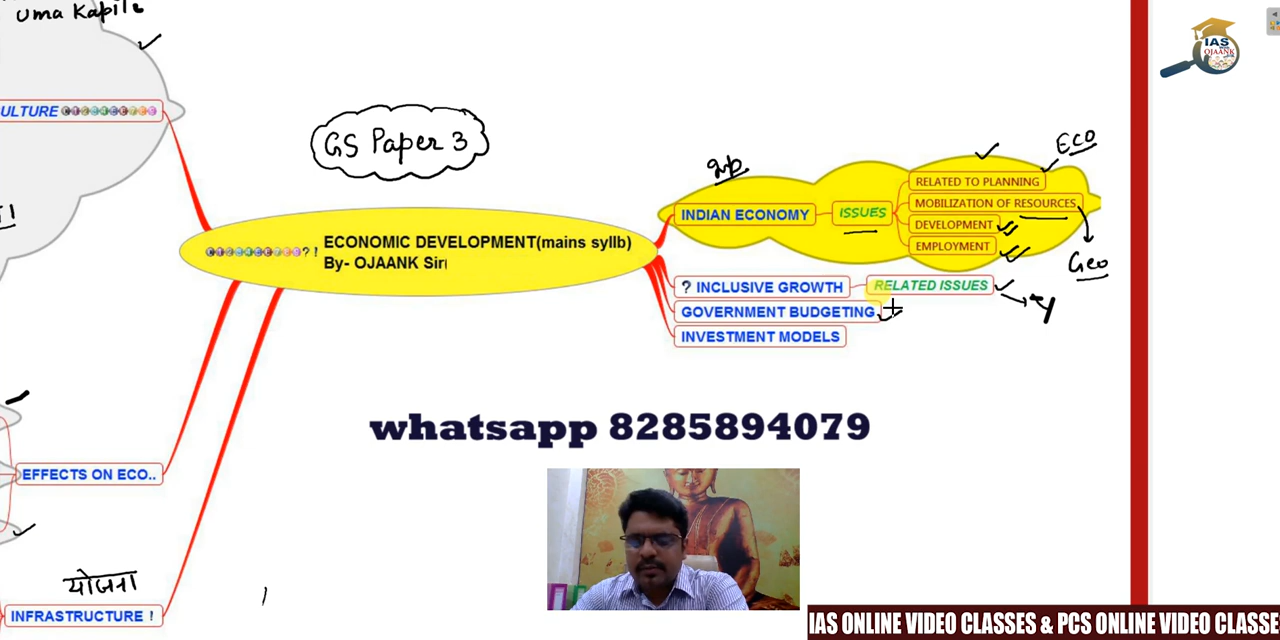 Uma Kapila
ULTURE
GS Paper 3
IAS
OJAANK
ECO
Imp
RELATED TO PLANNING
MOBILIZATION OF RESOURCES
INDIAN ECONOMY
ISSUES
DEVELOPMENT
EMPLOYMENT
Geo
ECONOMIC DEVELOPMENT(mains syllb)
By- OJAANK Sir
? INCLUSIVE GROWTH
RELATED ISSUES
GOVERNMENT BUDGETING
INVESTMENT MODELS
whatsapp 8285894079
EFFECTS ON ECO..
योजना
INFRASTRUCTURE !
IAS ONLINE VIDEO CLASSES & PCS ONLINE VIDEO CLASSE